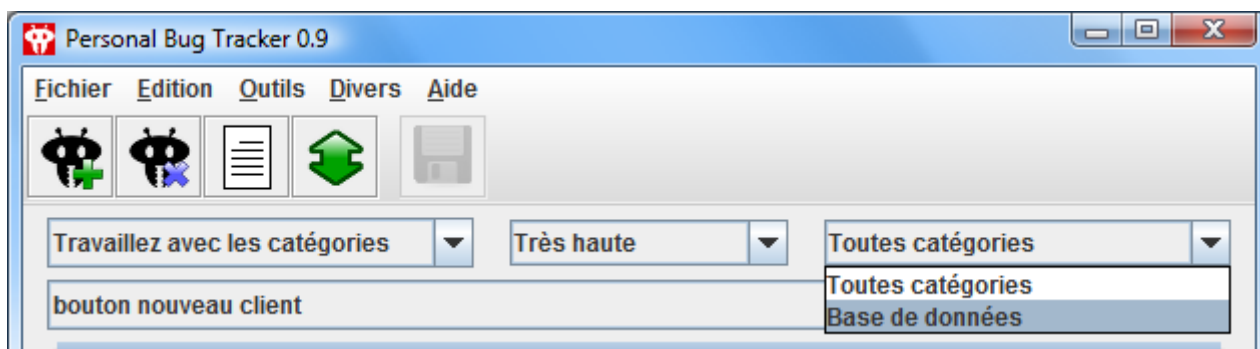 Personal Bug Tracker 0.9
Fichier Edition Outils Divers Aide
Travaillez avec les catégories Très haute Toutes catégories
Toutes catégories
bouton nouveau client
Base de données